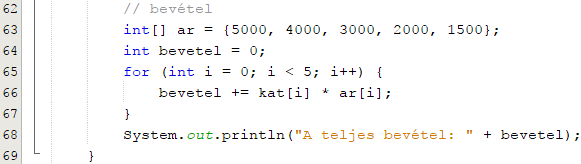 62 // bevétel
63 int[] ar = {5000, 4000, 3000, 2000, 1500};
64 int bevetel = 0;
65 for (int i = 0; i < 5; i++) {
66 bevetel += kat[i] * ar[i];
67 }
68 System.out.println("A teljes bevétel: " + bevetel);
69 }